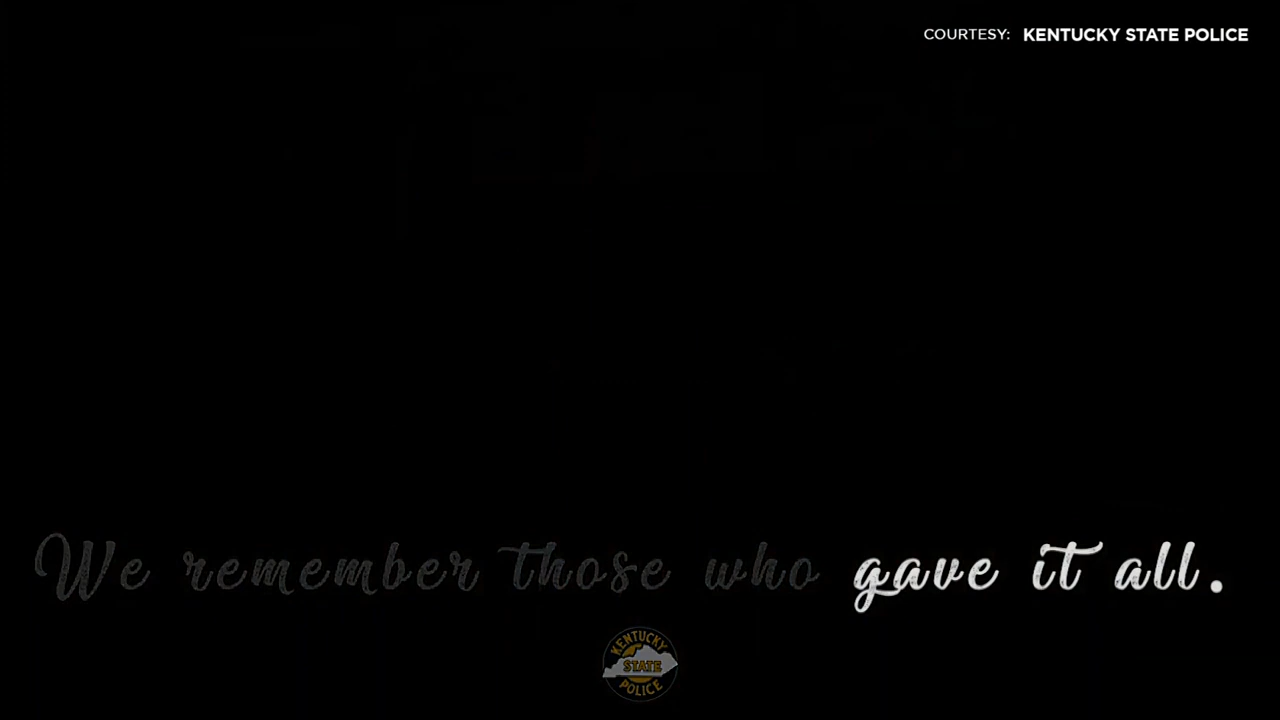 COURTESY: KENTUCKY STATE POLICE
We remember those who gave it all.
KENTUCKY
STATE
POLICE